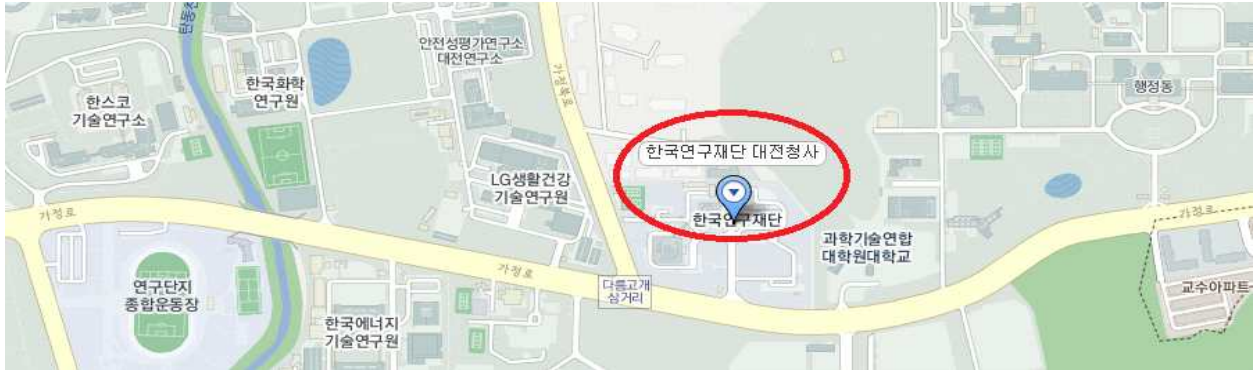 탄동천
안전성평가연구소
대전연구소
한국화학
연구원
한스코
기술연구소
가정북로
행정동
한국연구재단 대전청사
LG생활건강
기술연구원
한국연구재단
가정로
가정로
과학기술연합
대학원대학교
가정로
다름고개
삼거리
연구단지
종합운동장
교수아파트
한국에너지
기술연구원